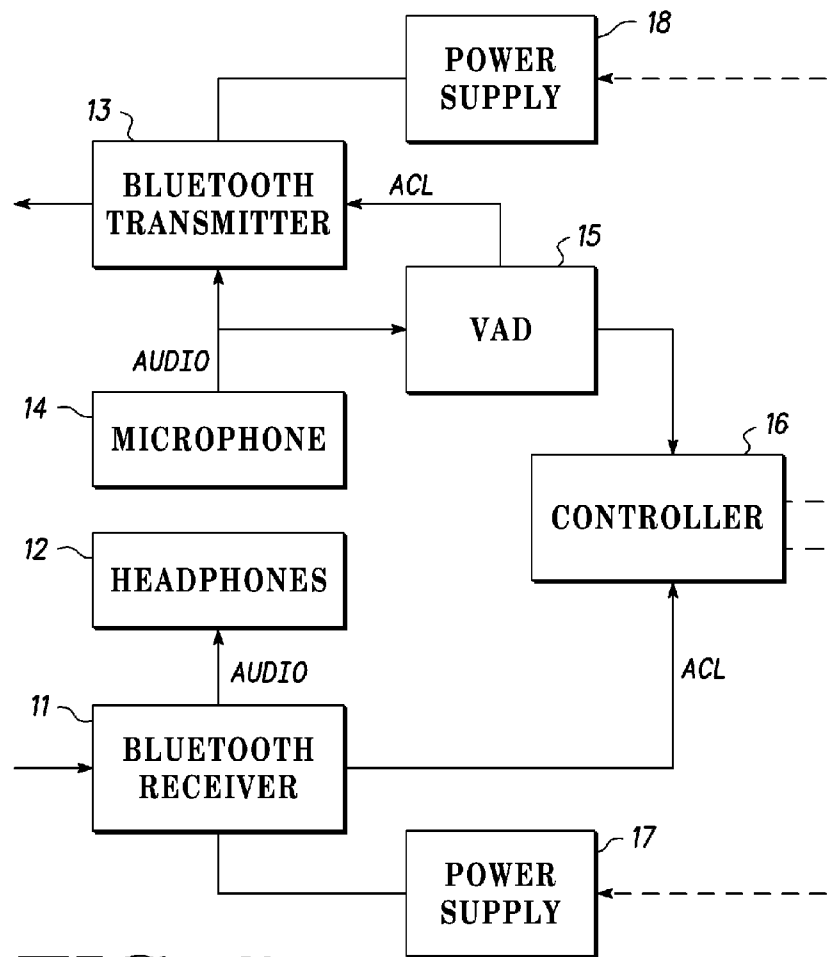 18
POWER
SUPPLY
13
BLUETOOTH
TRANSMITTER
ACL
15
VAD
AUDIO
14
MICROPHONE
16
CONTROLLER
12
HEADPHONES
AUDIO
ACL
11
BLUETOOTH
RECEIVER
17
POWER
SUPPLY